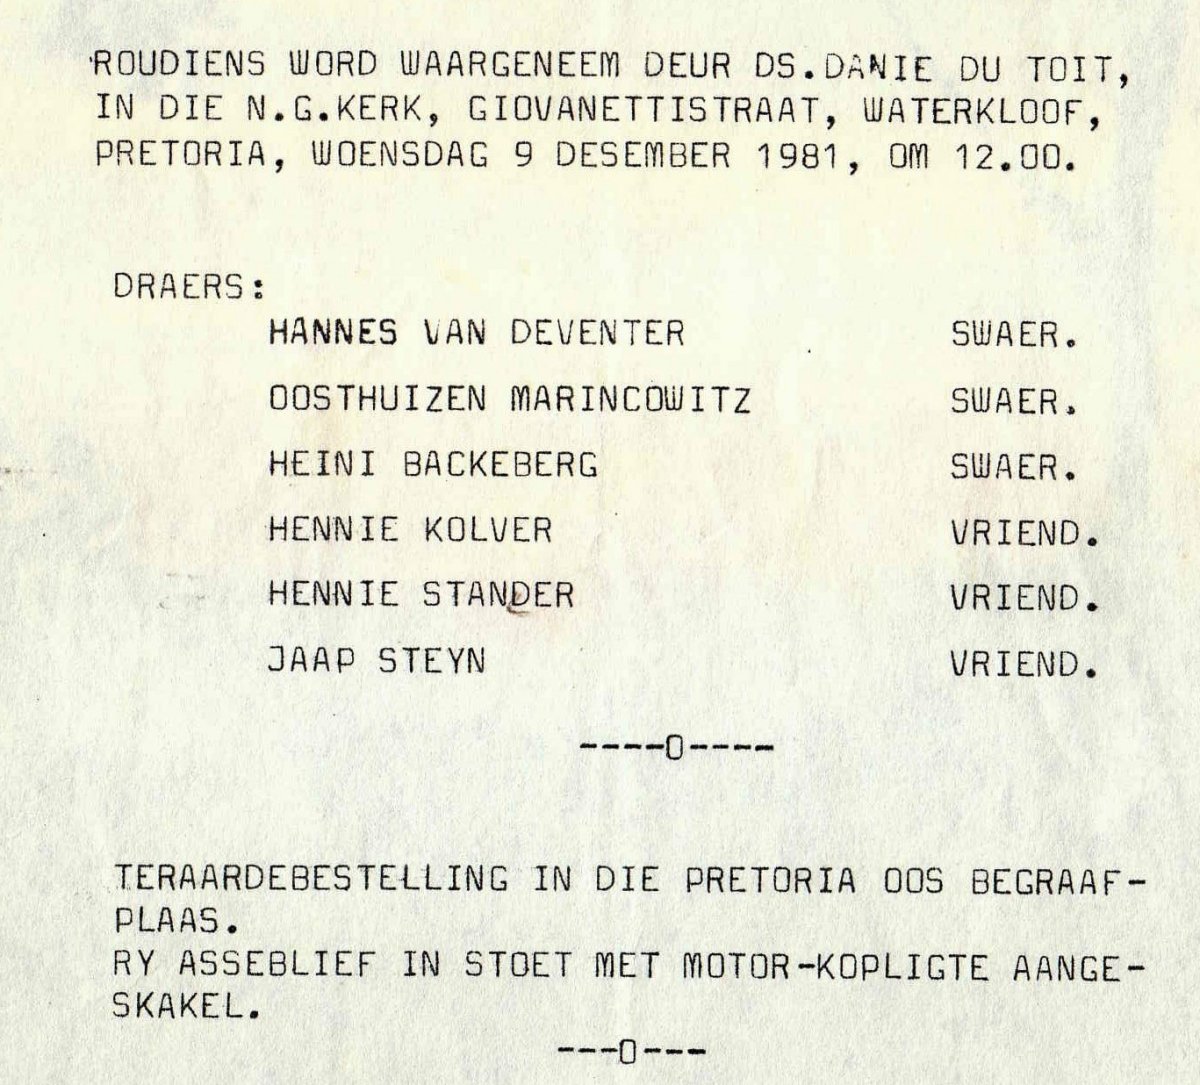 ROUDIENS WORD WAARGENEEM DEUR DS.DANIE DU TOIT,
IN DIE N.G.KERK, GIOVANETTISTRAAT, WATERKLOOF,
PRETORIA, WOENSDAG 9 DESEMBER 1981, OM 12.00.
DRAERS:
HANNES VAN DEVENTER SWAER.
OOSTHUIZEN MARINCOWITZ SWAER.
HEINI BACKEBERG SWAER.
HENNIE KOLVER VRIEND.
HENNIE STANDER VRIEND.
JAAP STEYN VRIEND.
----0----
TERAARDEBESTELLING IN DIE PRETORIA OOS BEGRAAF-
PLAAS.
RY ASSEBLIEF IN STOET MET MOTOR-KOPLIGTE AANGE-
SKAKEL.
---0---